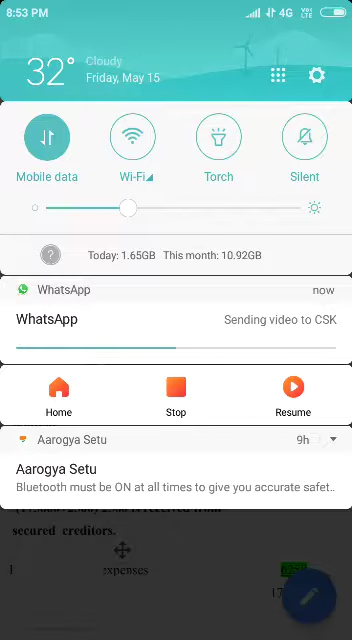 8:53 PM 4G VoLTE
32° Cloudy
Friday, May 15
Mobile data Wi-Fi Torch Silent
? Today: 1.65GB This month: 10.92GB
WhatsApp now
WhatsApp Sending video to CSK
Home Stop Resume
Aarogya Setu 9h
Aarogya Setu
Bluetooth must be ON at all times to give you accurate safet..
secured creditors.